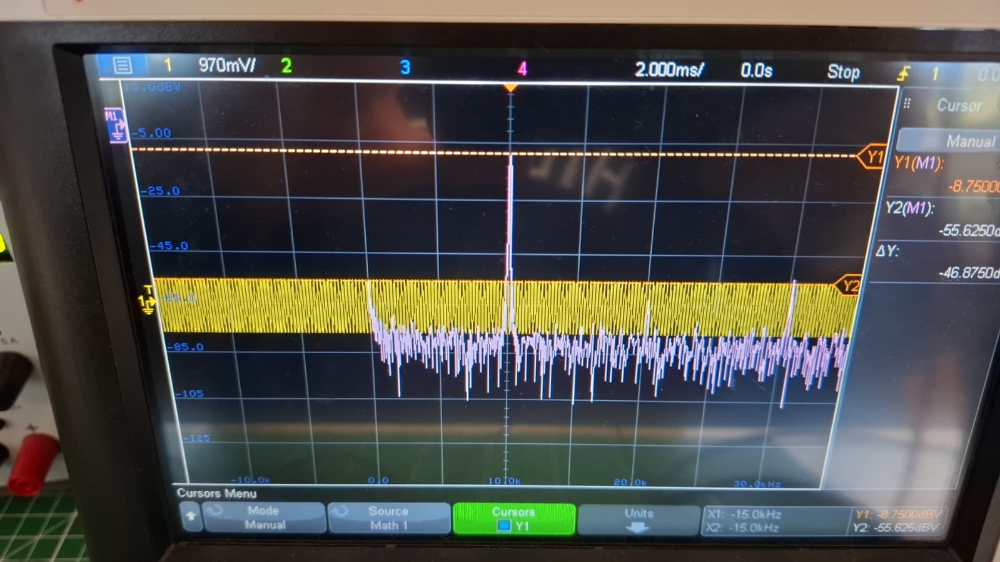 1 970mV/ 2 3 4 2.000ms/ 0.0s Stop 1 0.0
15.0dBV
Cursor
M1
-5.00
Manual
Y1
Y1(M1):
-8.7500
-25.0
Y2(M1):
-55.6250d
-45.0
ΔY:
-46.8750d
Y2
T
1
-65.0
-85.0
-105
-125
-10.0k 0.0 10.0k 20.0k 30.0kHz
Cursors Menu
Mode
Manual
Source
Math 1
Cursors
Y1
Units
X1: -15.0kHz
X2: -15.0kHz
Y1: -8.7500dBV
Y2: -55.625dBV